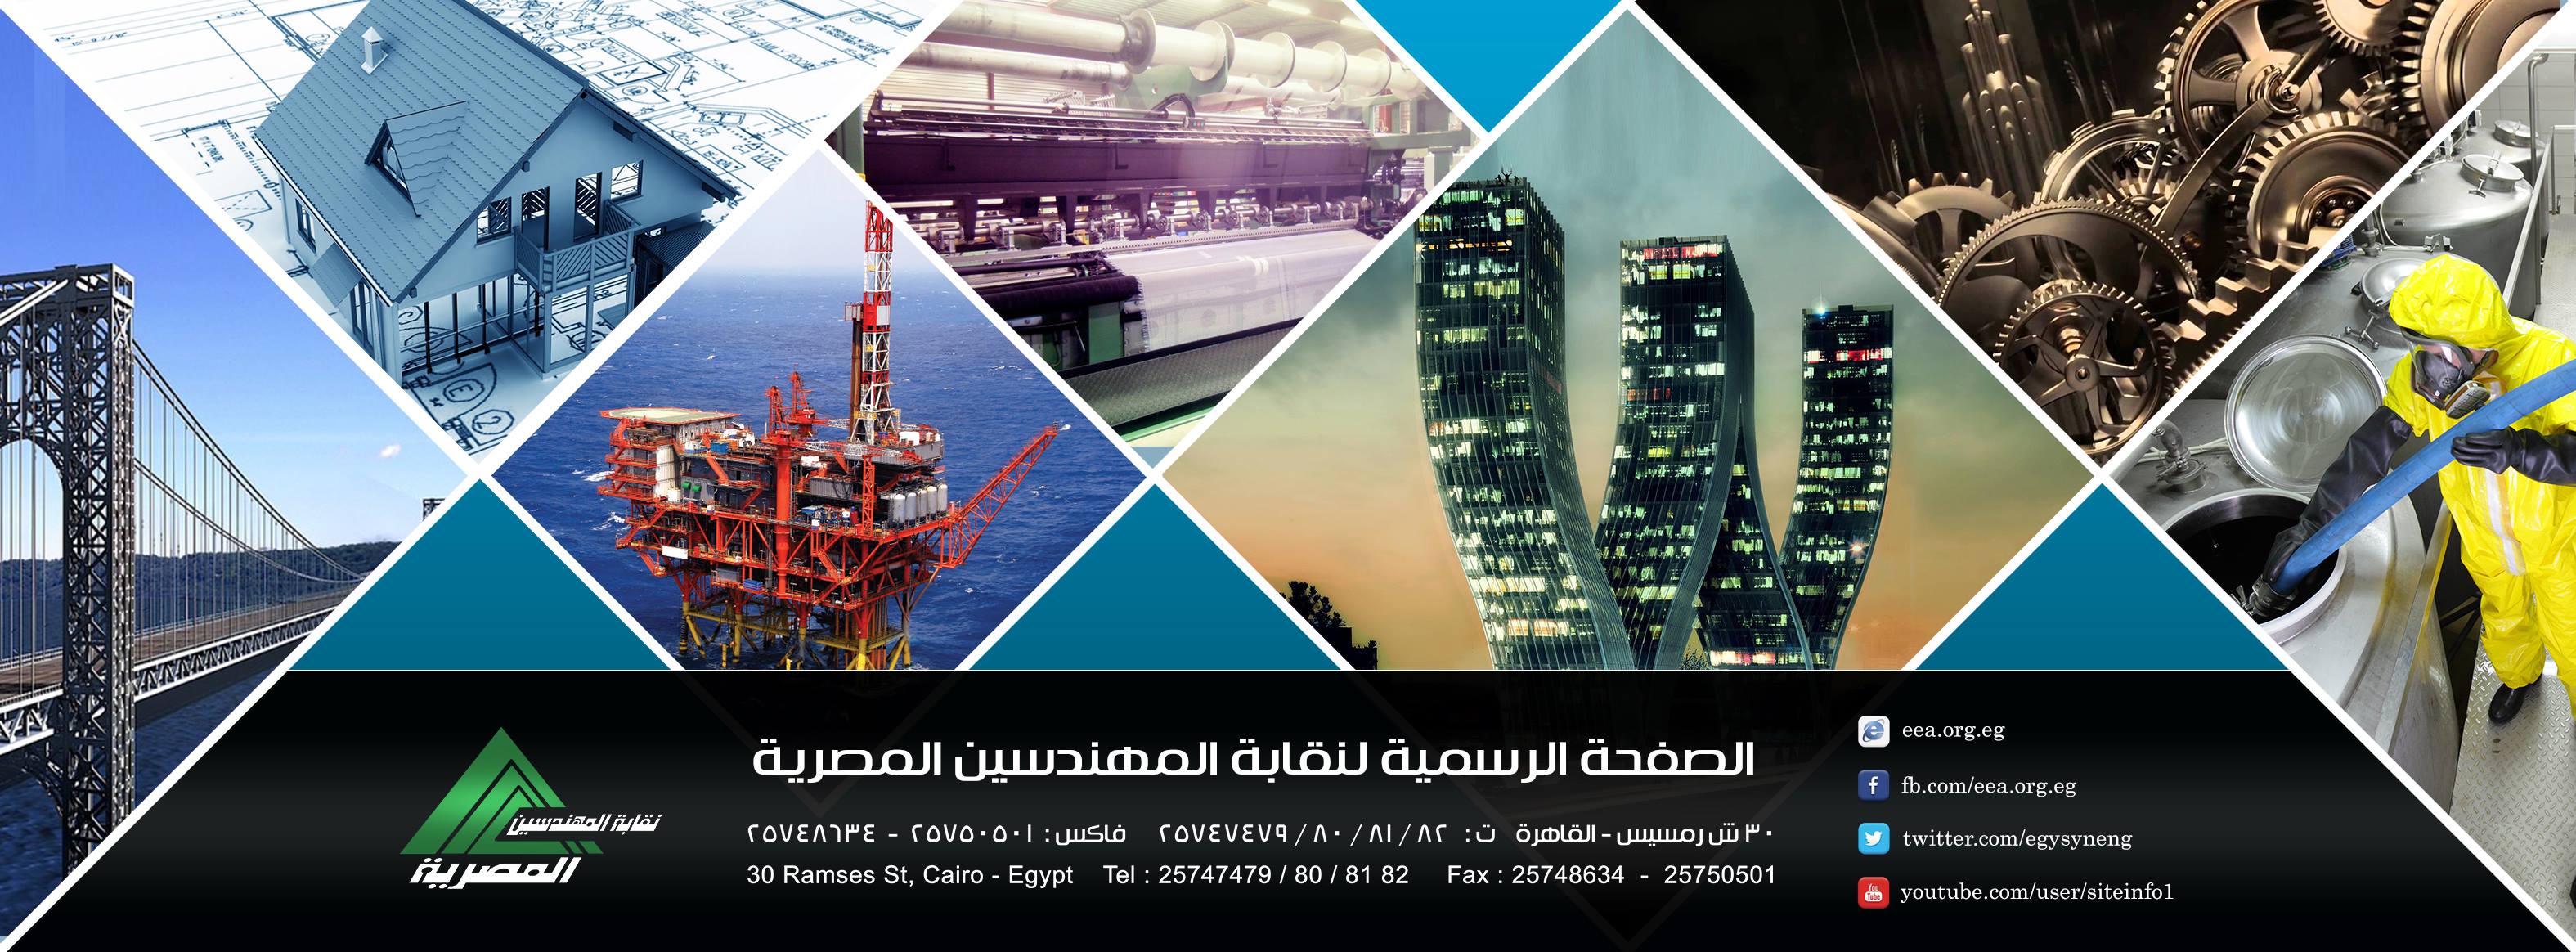 نقابة المهندسين
المصرية
الصفحة الرسمية لنقابة المهندسين المصرية
٣٠ ش رمسيس - القاهرة ت : ٢٥٧٤٧٤٧٩ / ٨٠ / ٨١ / ٨٢ فاكس : ٢٥٧٥٠٥٠١ - ٢٥٧٤٨٦٣٤
30 Ramses St, Cairo - Egypt Tel : 25747479 / 80 / 81 82 Fax : 25748634 - 25750501
eea.org.eg
fb.com/eea.org.eg
twitter.com/egysyneng
youtube.com/user/siteinfo1